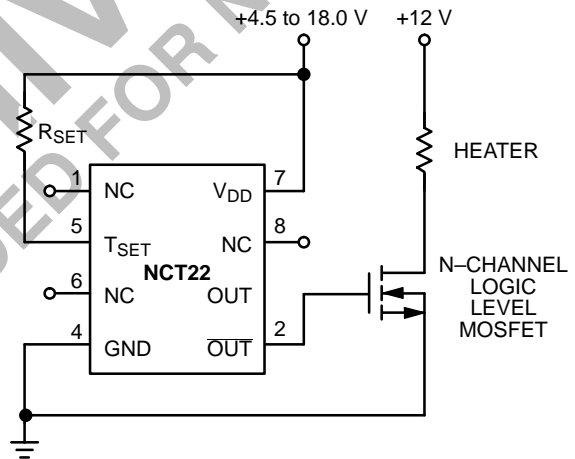 +4.5 to 18.0 V
+12 V
RSET
HEATER
1
NC
VDD
7
5
TSET
NC
8
NCT22
6
NC
OUT
4
GND
OUT
2
N–CHANNEL
LOGIC
LEVEL
MOSFET